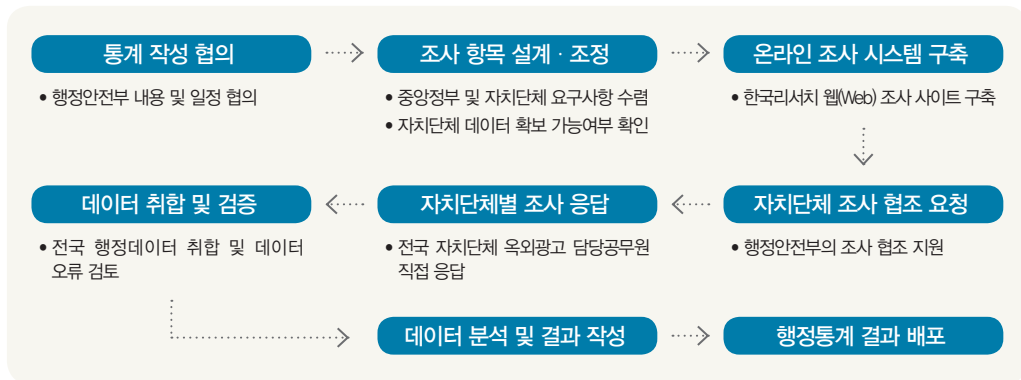 통계 작성 협의
• 행정안전부 내용 및 일정 협의
조사 항목 설계 · 조정
• 중앙정부 및 자치단체 요구사항 수렴
• 자치단체 데이터 확보 가능여부 확인
온라인 조사 시스템 구축
• 한국리서치 웹(Web) 조사 사이트 구축
자치단체 조사 협조 요청
• 행정안전부의 조사 협조 지원
자치단체별 조사 응답
• 전국 자치단체 옥외광고 담당공무원
직접 응답
데이터 취합 및 검증
• 전국 행정데이터 취합 및 데이터
오류 검토
데이터 분석 및 결과 작성
행정통계 결과 배포